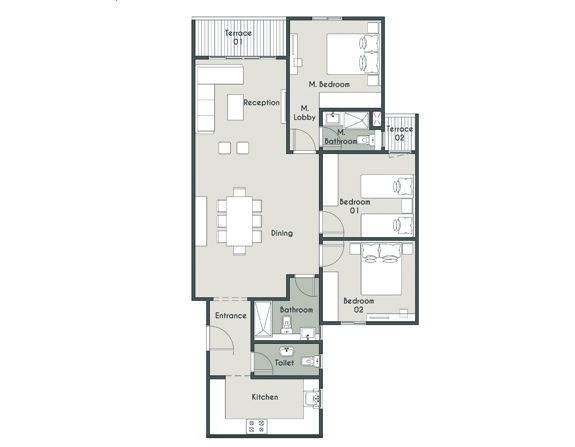 Terrace
01
M. Bedroom
Reception
M.
Lobby
M.
Bathroom
Terrace
02
Bedroom
01
Dining
Bedroom
02
Bathroom
Entrance
Toilet
Kitchen